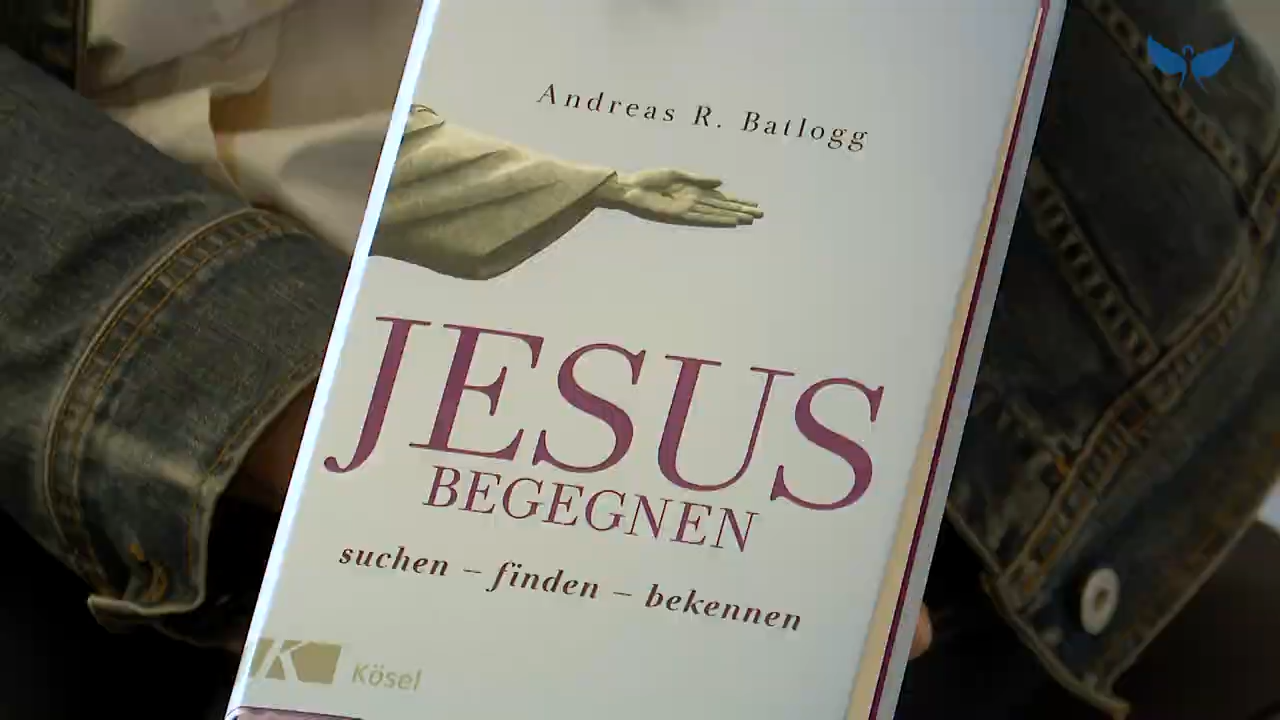 Andreas R. Batlogg
JESUS
BEGEGNEN
suchen – finden – bekennen
K Kösel